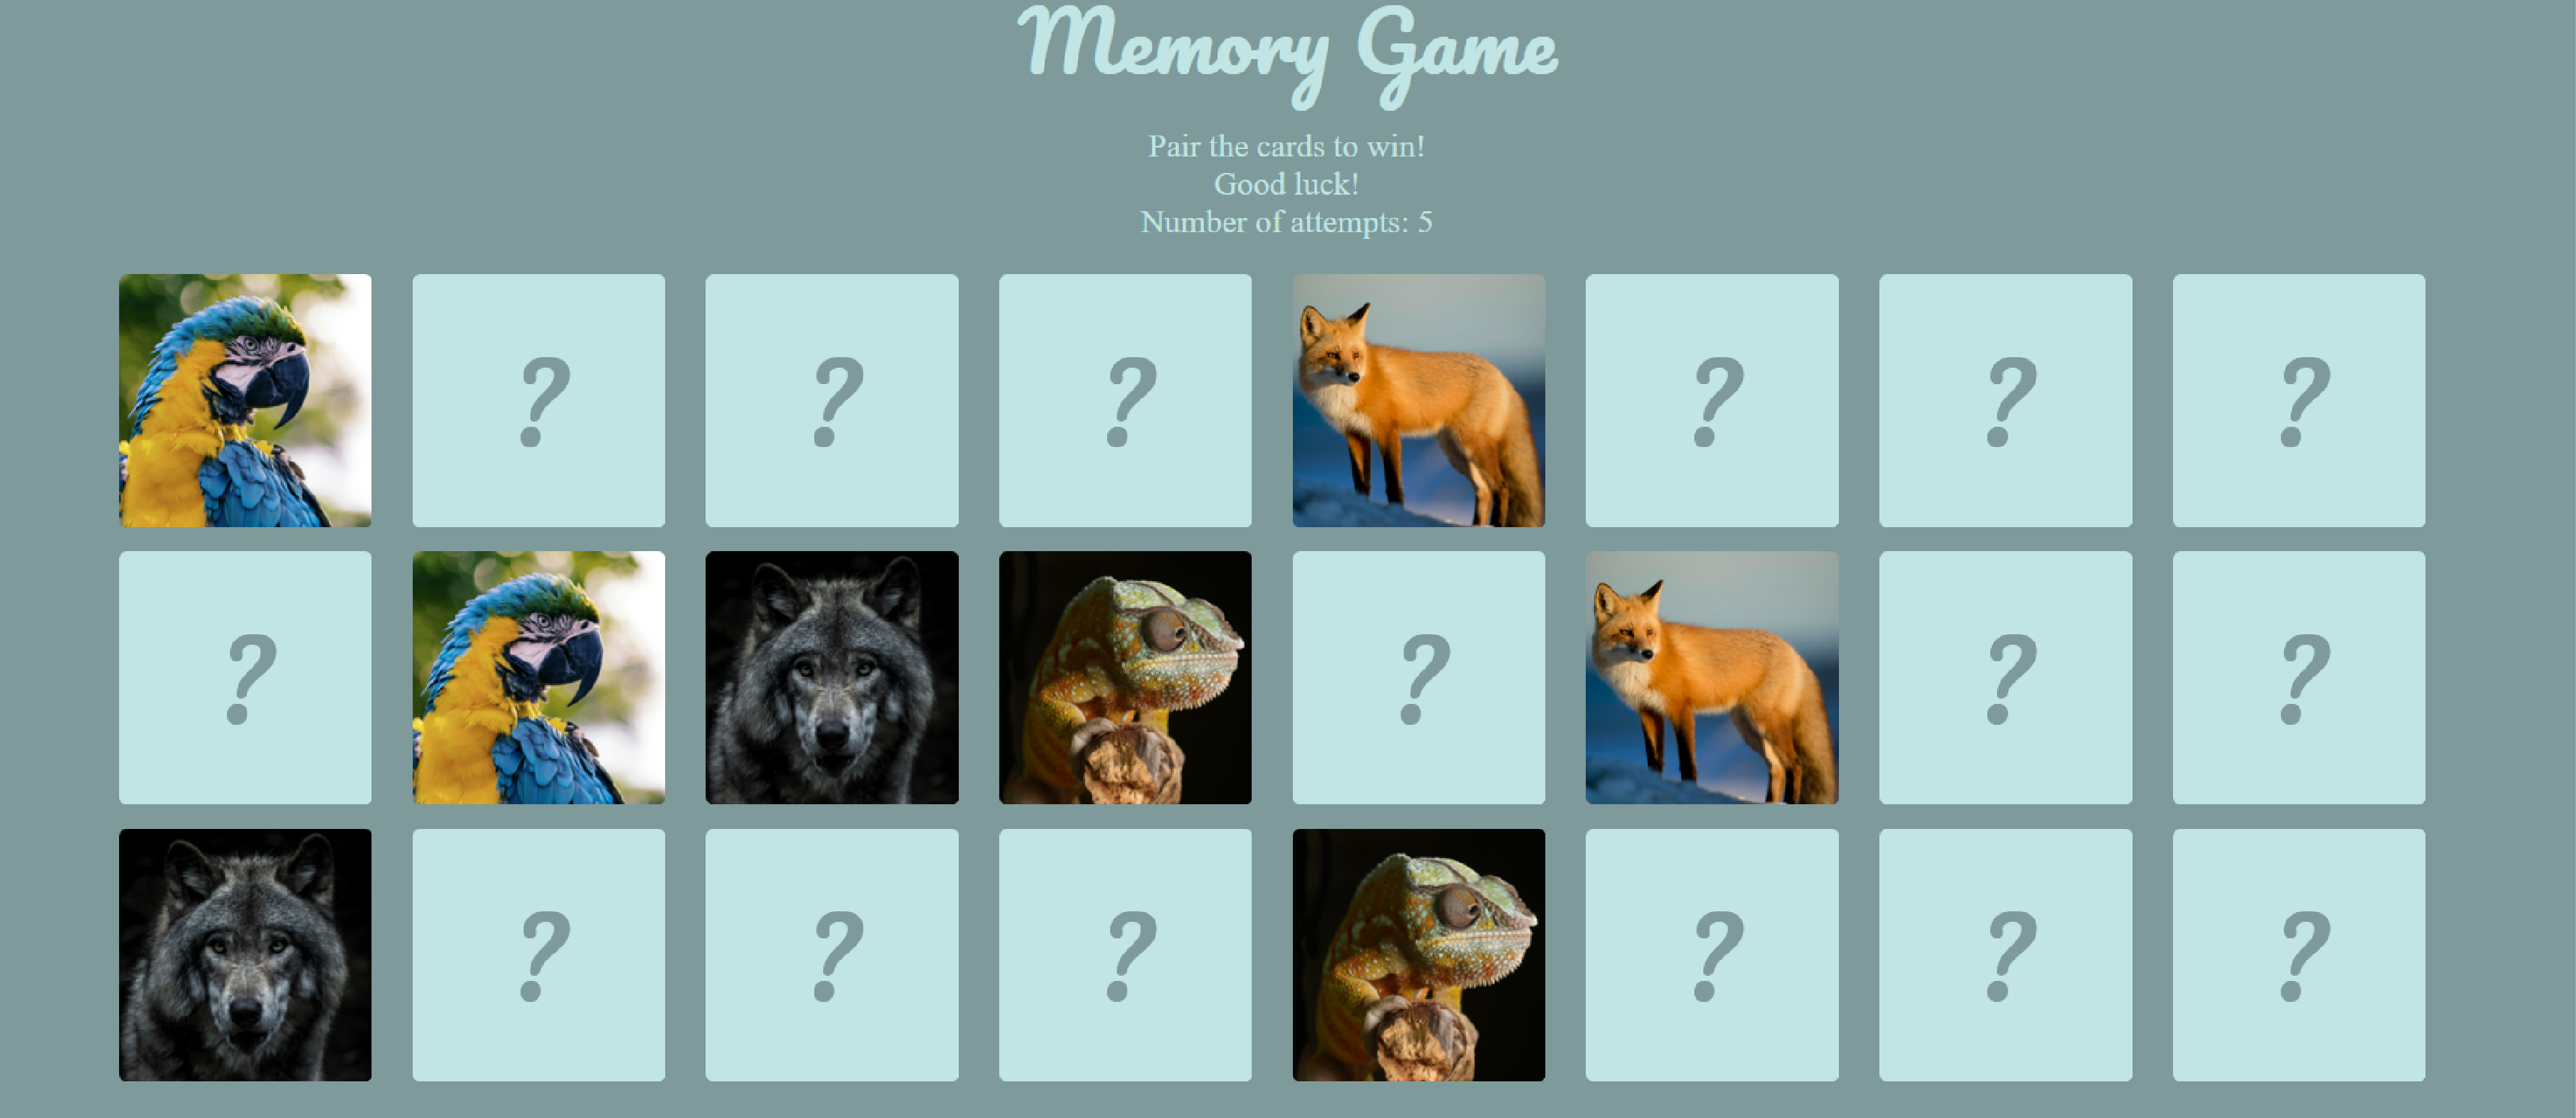 Memory Game
Pair the cards to win!
Good luck!
Number of attempts: 5
? ? ? ? ? ?
? ? ? ?
? ? ? ? ? ?